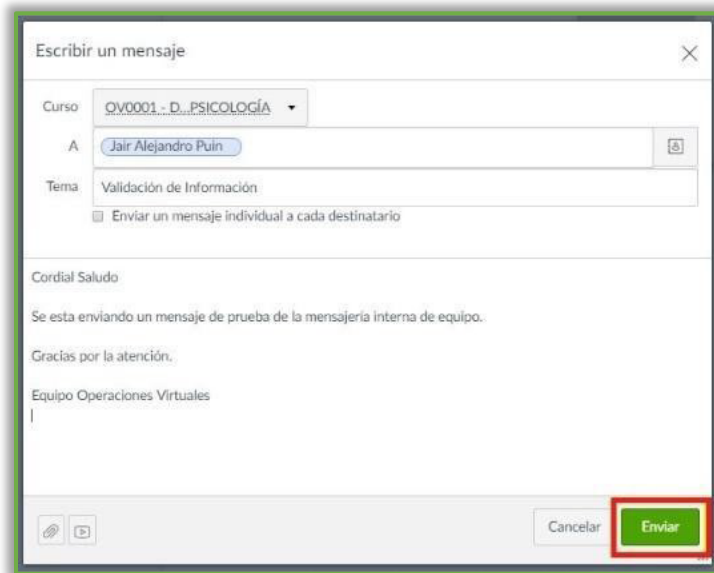 Escribir un mensaje
Curso OV0001 - D...PSICOLOGÍA
A Jair Alejandro Puin
Tema Validación de Información
Enviar un mensaje individual a cada destinatario
Cordial Saludo
Se esta enviando un mensaje de prueba de la mensajería interna de equipo.
Gracias por la atención.
Equipo Operaciones Virtuales
Cancelar Enviar